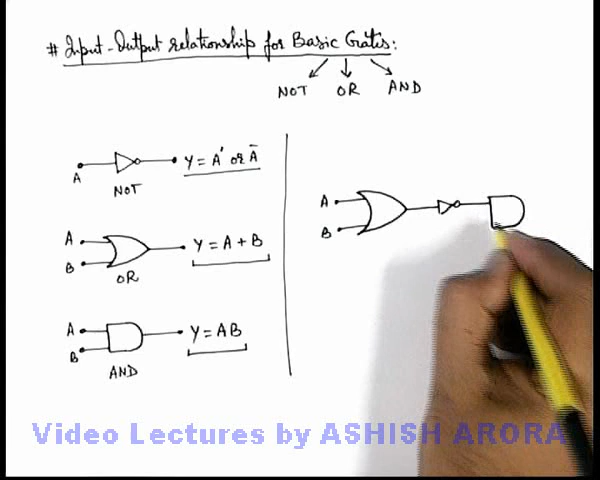 # Input-Output relationship for Basic Gates:
NOT OR AND
A Y = A' or Ā
NOT
A
B Y = A + B
OR
A
B Y = AB
AND
A
B
Video Lectures by ASHISH ARORA